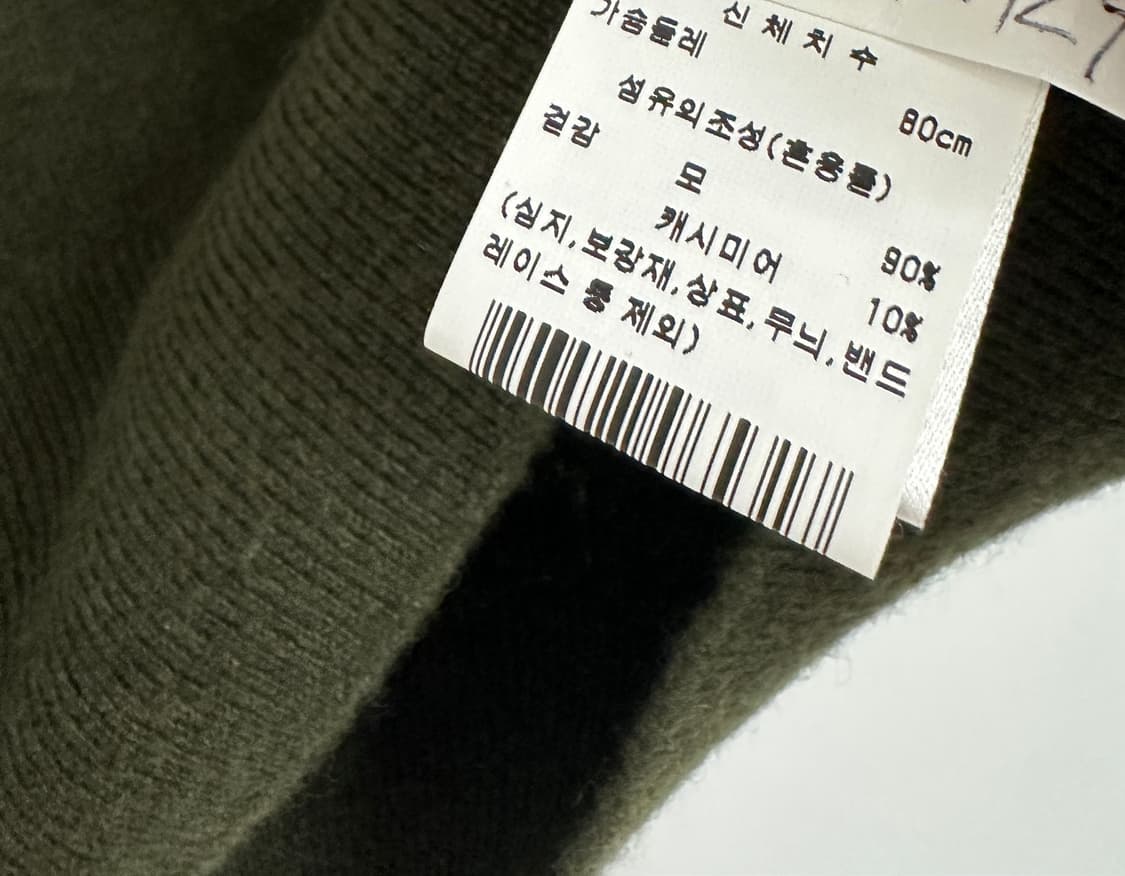 신 체 치 수
가슴둘레 80cm
섬유의조성(혼용률)
겉감
모 90%
캐시미어 10%
(심지,보강재,상표,무늬,밴드
레이스 등 제외)